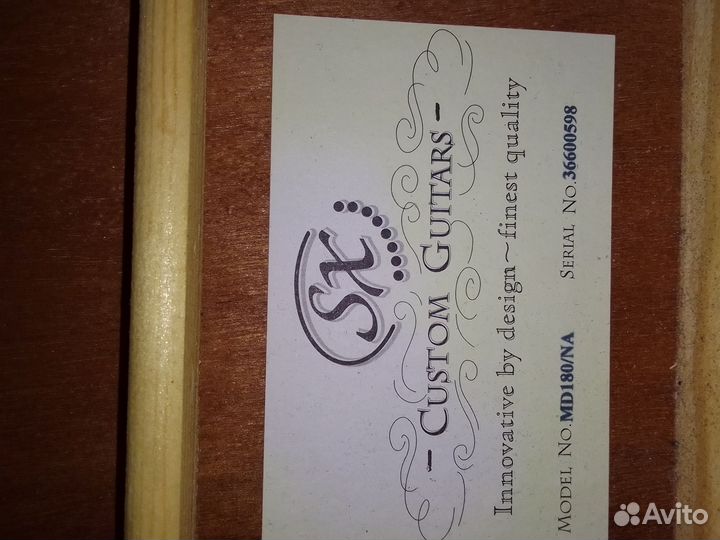 SX
– CUSTOM GUITARS –
Innovative by design~finest quality
MODEL NO.MD180/NA SERIAL NO.36600598
Avito